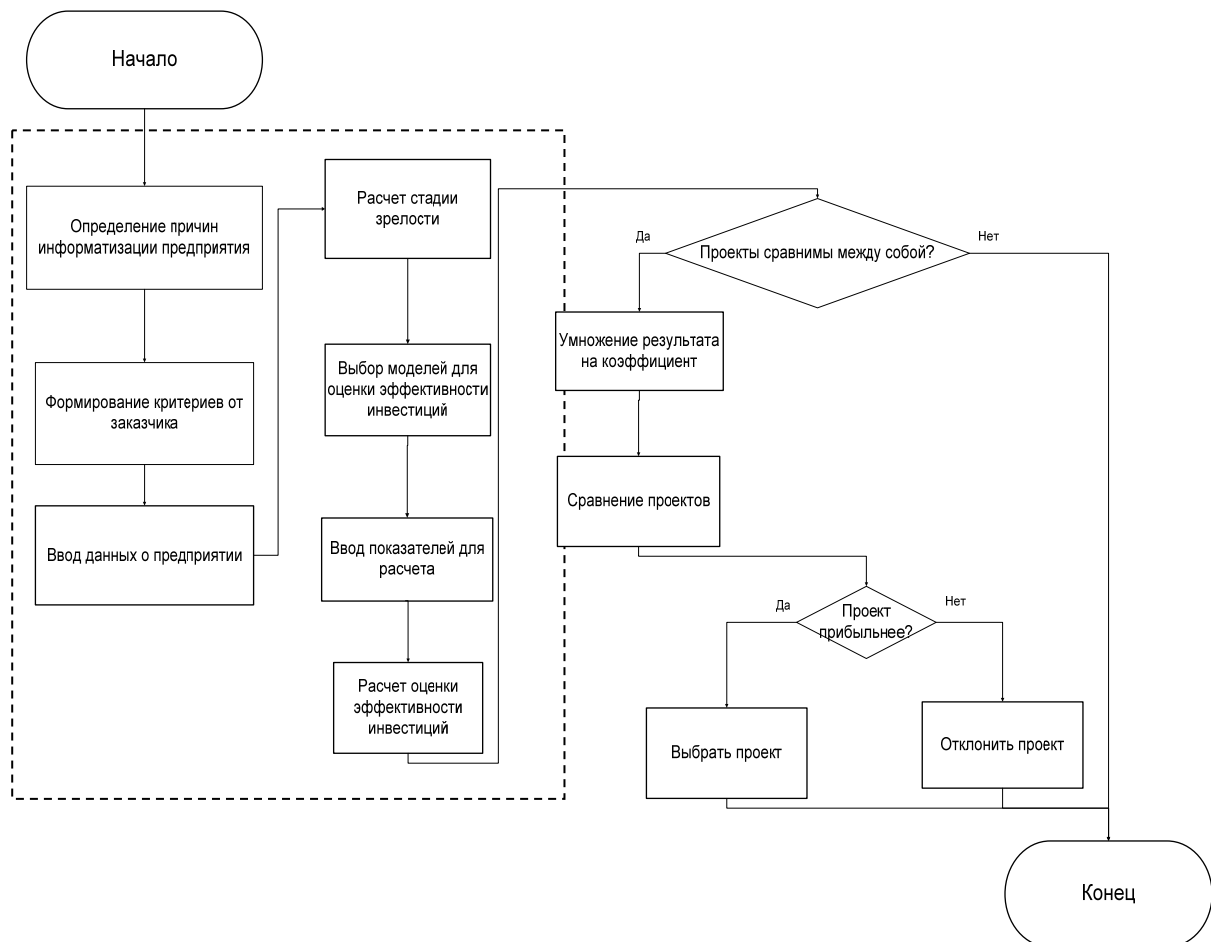 Начало
Определение причин
информатизации предприятия
Формирование критериев от
заказчика
Ввод данных о предприятии
Расчет стадии
зрелости
Выбор моделей для
оценки эффективности
инвестиций
Ввод показателей для
расчета
Расчет оценки
эффективности
инвестиций
Проекты сравнимы между собой?
Да
Нет
Умножение результата
на коэффициент
Сравнение проектов
Проект
прибыльнее?
Да
Нет
Выбрать проект
Отклонить проект
Конец